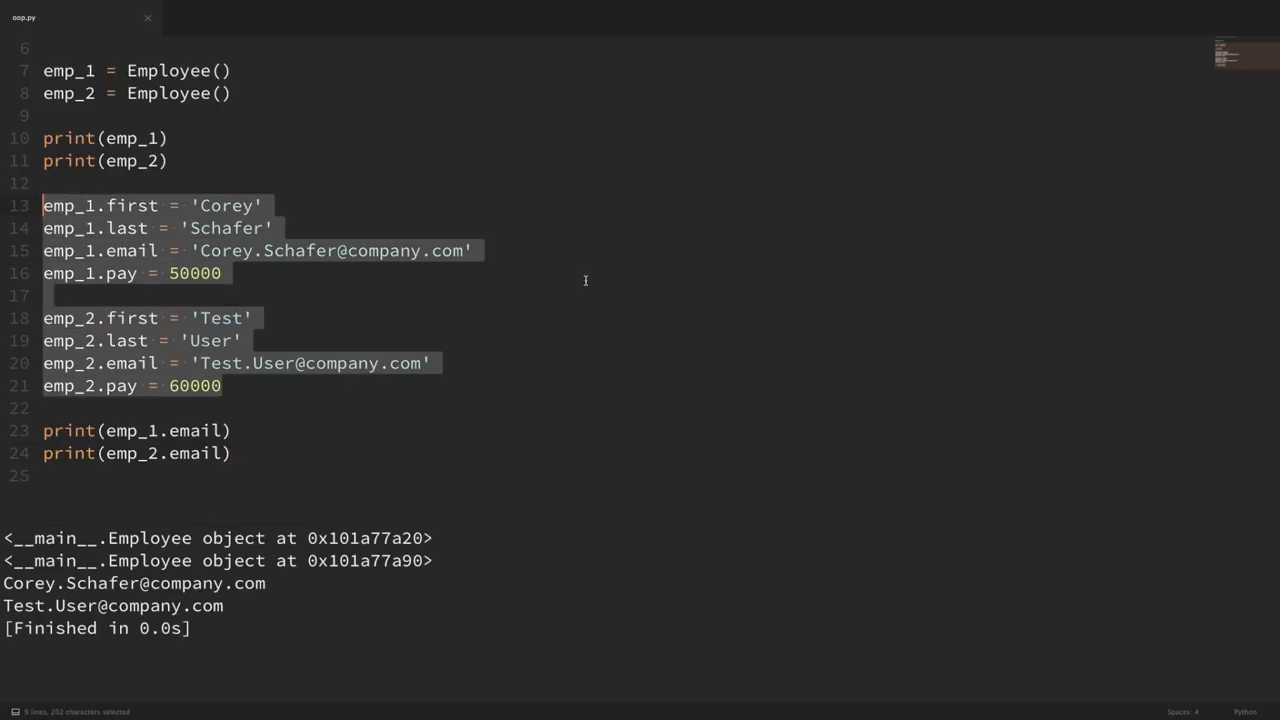 oop.py
6
7 emp_1 = Employee()
8 emp_2 = Employee()
9
10 print(emp_1)
11 print(emp_2)
12
13 emp_1.first = 'Corey'
14 emp_1.last = 'Schafer'
15 emp_1.email = 'Corey.Schafer@company.com'
16 emp_1.pay = 50000
17
18 emp_2.first = 'Test'
19 emp_2.last = 'User'
20 emp_2.email = 'Test.User@company.com'
21 emp_2.pay = 60000
22
23 print(emp_1.email)
24 print(emp_2.email)
25
<__main__.Employee object at 0x101a77a20>
<__main__.Employee object at 0x101a77a90>
Corey.Schafer@company.com
Test.User@company.com
[Finished in 0.0s]
9 lines, 202 characters selected
Spaces: 4
Python